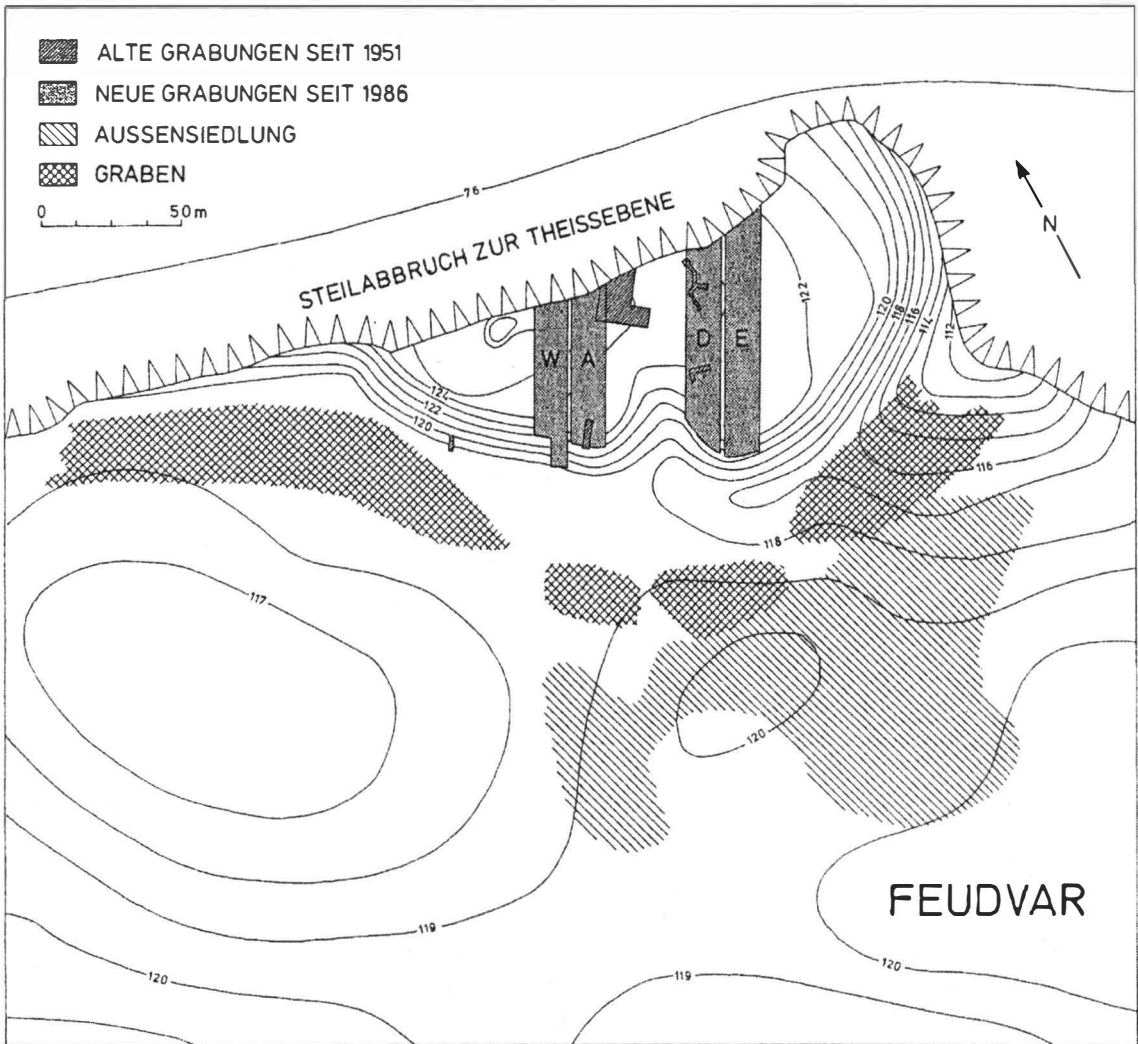 ALTE GRABUNGEN SEIT 1951
NEUE GRABUNGEN SEIT 1986
AUSSENSIEDLUNG
GRABEN
0 50m
76
STEILABBRUCH ZUR THEISSEBENE
N
122
120
118
116
114
112
W A D E
124
122
120
116
118
117
120
FEUDVAR
119
120
119
120